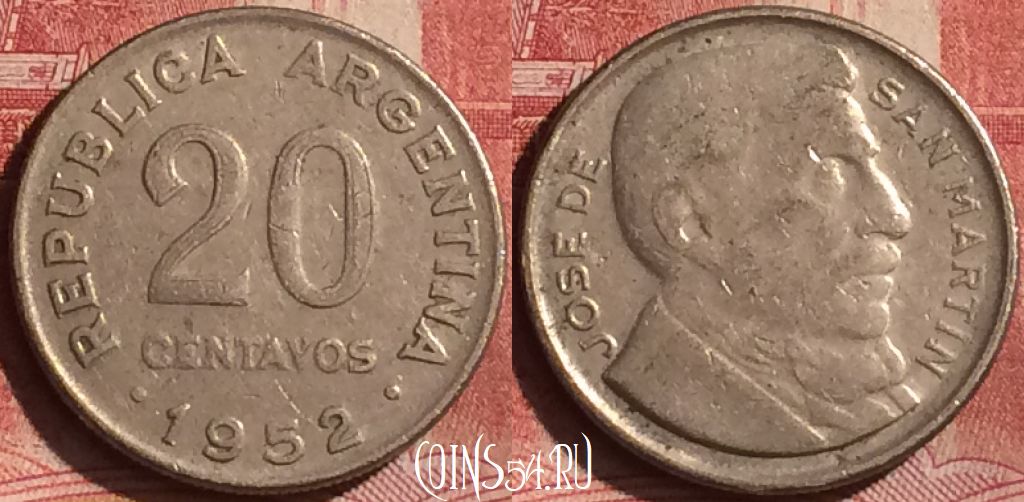 REPUBLICA ARGENTINA
20
CENTAVOS
1952
JOSE DE SAN MARTIN
COINS54.RU